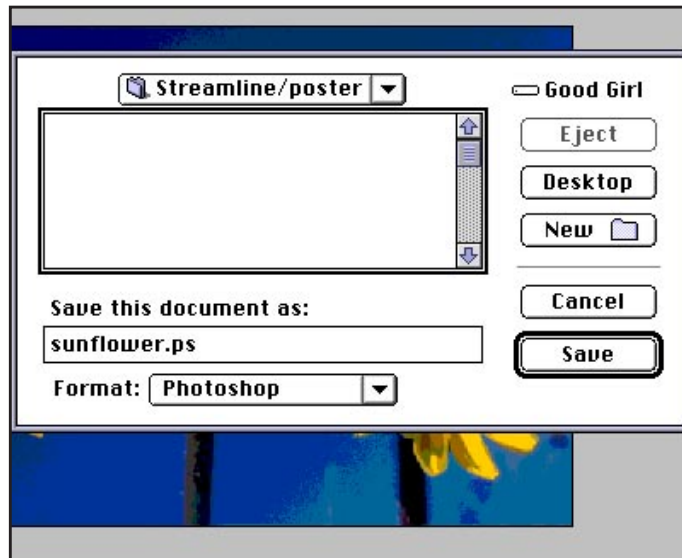 Streamline/poster
Good Girl
Eject
Desktop
New
Save this document as:
sunflower.ps
Cancel
Save
Format: Photoshop